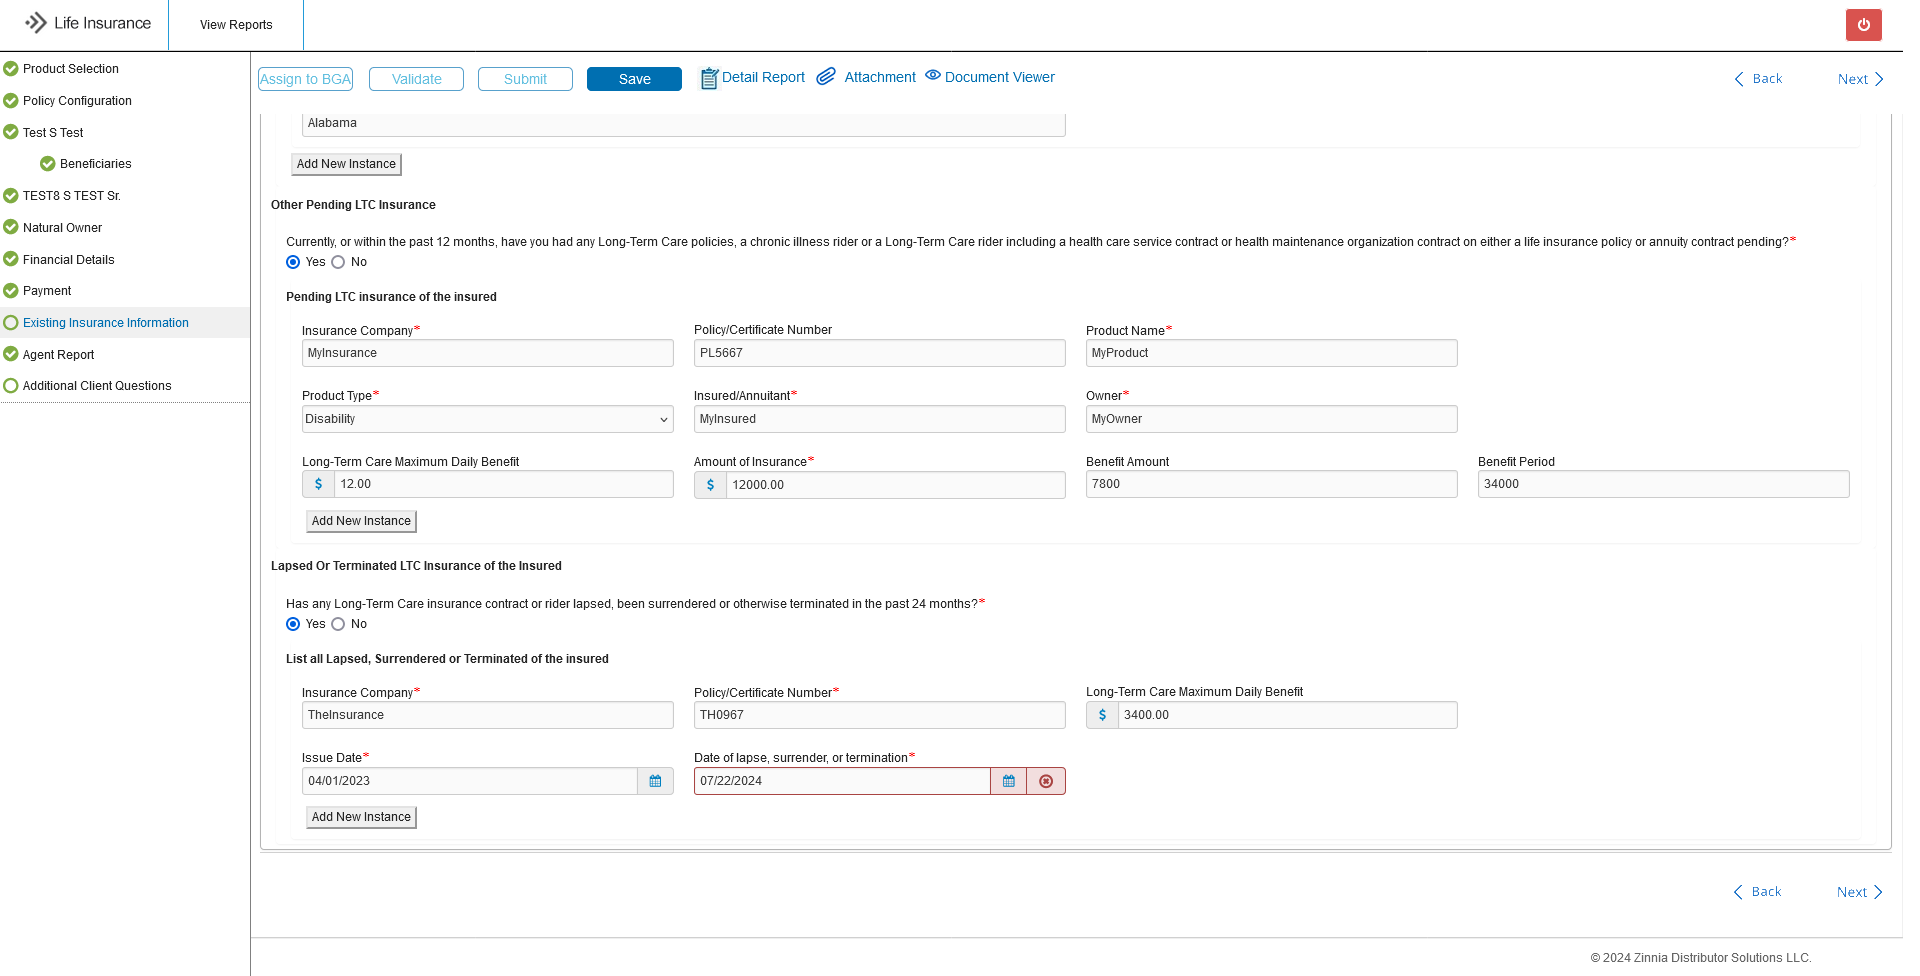 Life Insurance
View Reports
Product Selection
Policy Configuration
Test S Test
Beneficiaries
TEST8 S TEST Sr.
Natural Owner
Financial Details
Payment
Existing Insurance Information
Agent Report
Additional Client Questions
Assign to BGA Validate Submit Save Detail Report Attachment Document Viewer Back Next
Alabama
Add New Instance
Other Pending LTC Insurance
Currently, or within the past 12 months, have you had any Long-Term Care policies, a chronic illness rider or a Long-Term Care rider including a health care service contract or health maintenance organization contract on either a life insurance policy or annuity contract pending?*
Yes No
Pending LTC insurance of the insured
Insurance Company* Policy/Certificate Number Product Name*
MyInsurance PL5667 MyProduct
Product Type* Insured/Annuitant* Owner*
Disability MyInsured MyOwner
Long-Term Care Maximum Daily Benefit Amount of Insurance* Benefit Amount Benefit Period
$ 12.00 $ 12000.00 7800 34000
Add New Instance
Lapsed Or Terminated LTC Insurance of the Insured
Has any Long-Term Care insurance contract or rider lapsed, been surrendered or otherwise terminated in the past 24 months?*
Yes No
List all Lapsed, Surrendered or Terminated of the insured
Insurance Company* Policy/Certificate Number* Long-Term Care Maximum Daily Benefit
TheInsurance TH0967 $ 3400.00
Issue Date* Date of lapse, surrender, or termination*
04/01/2023 07/22/2024
Add New Instance
Back Next
© 2024 Zinnia Distributor Solutions LLC.